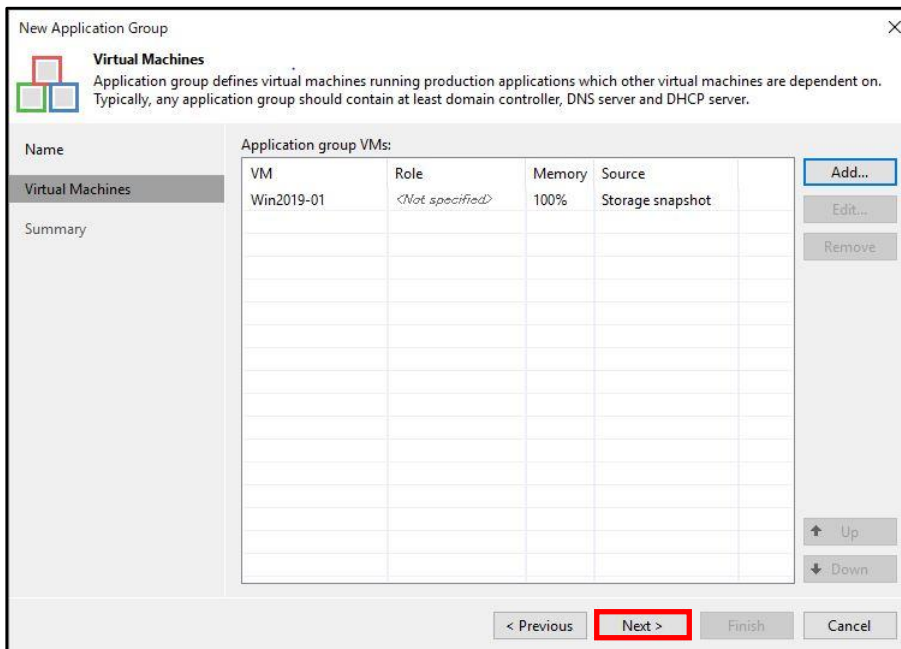 New Application Group
Virtual Machines
Application group defines virtual machines running production applications which other virtual machines are dependent on.
Typically, any application group should contain at least domain controller, DNS server and DHCP server.
Name
Virtual Machines
Summary
Application group VMs:
VM Role Memory Source
Win2019-01 <Not specified> 100% Storage snapshot
Add...
Edit...
Remove
Up
Down
< Previous Next > Finish Cancel